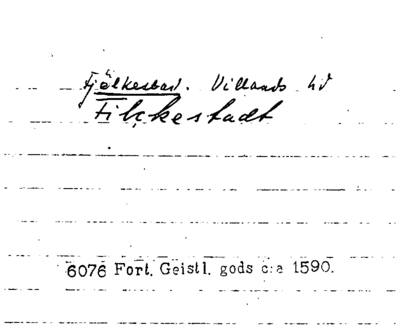 Fjälkestad. Villands hd
Filckestadt
6076 Fort. Geistl. gods c:a 1590.